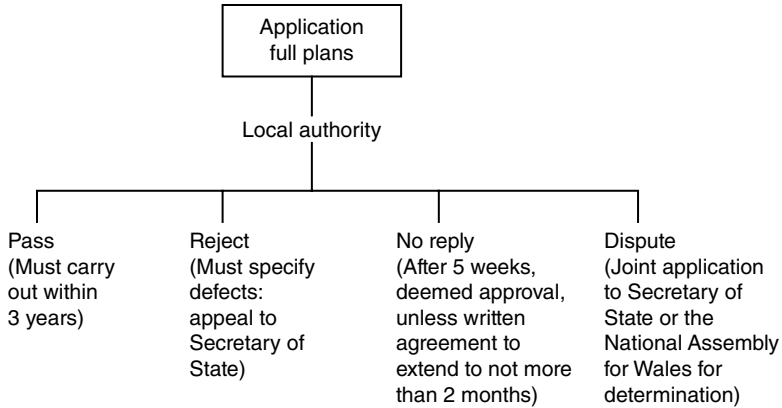 Application
full plans
Local authority
Pass
(Must carry
out within
3 years)
Reject
(Must specify
defects:
appeal to
Secretary of
State)
No reply
(After 5 weeks,
deemed approval,
unless written
agreement to
extend to not more
than 2 months)
Dispute
(Joint application
to Secretary of
State or the
National Assembly
for Wales for
determination)